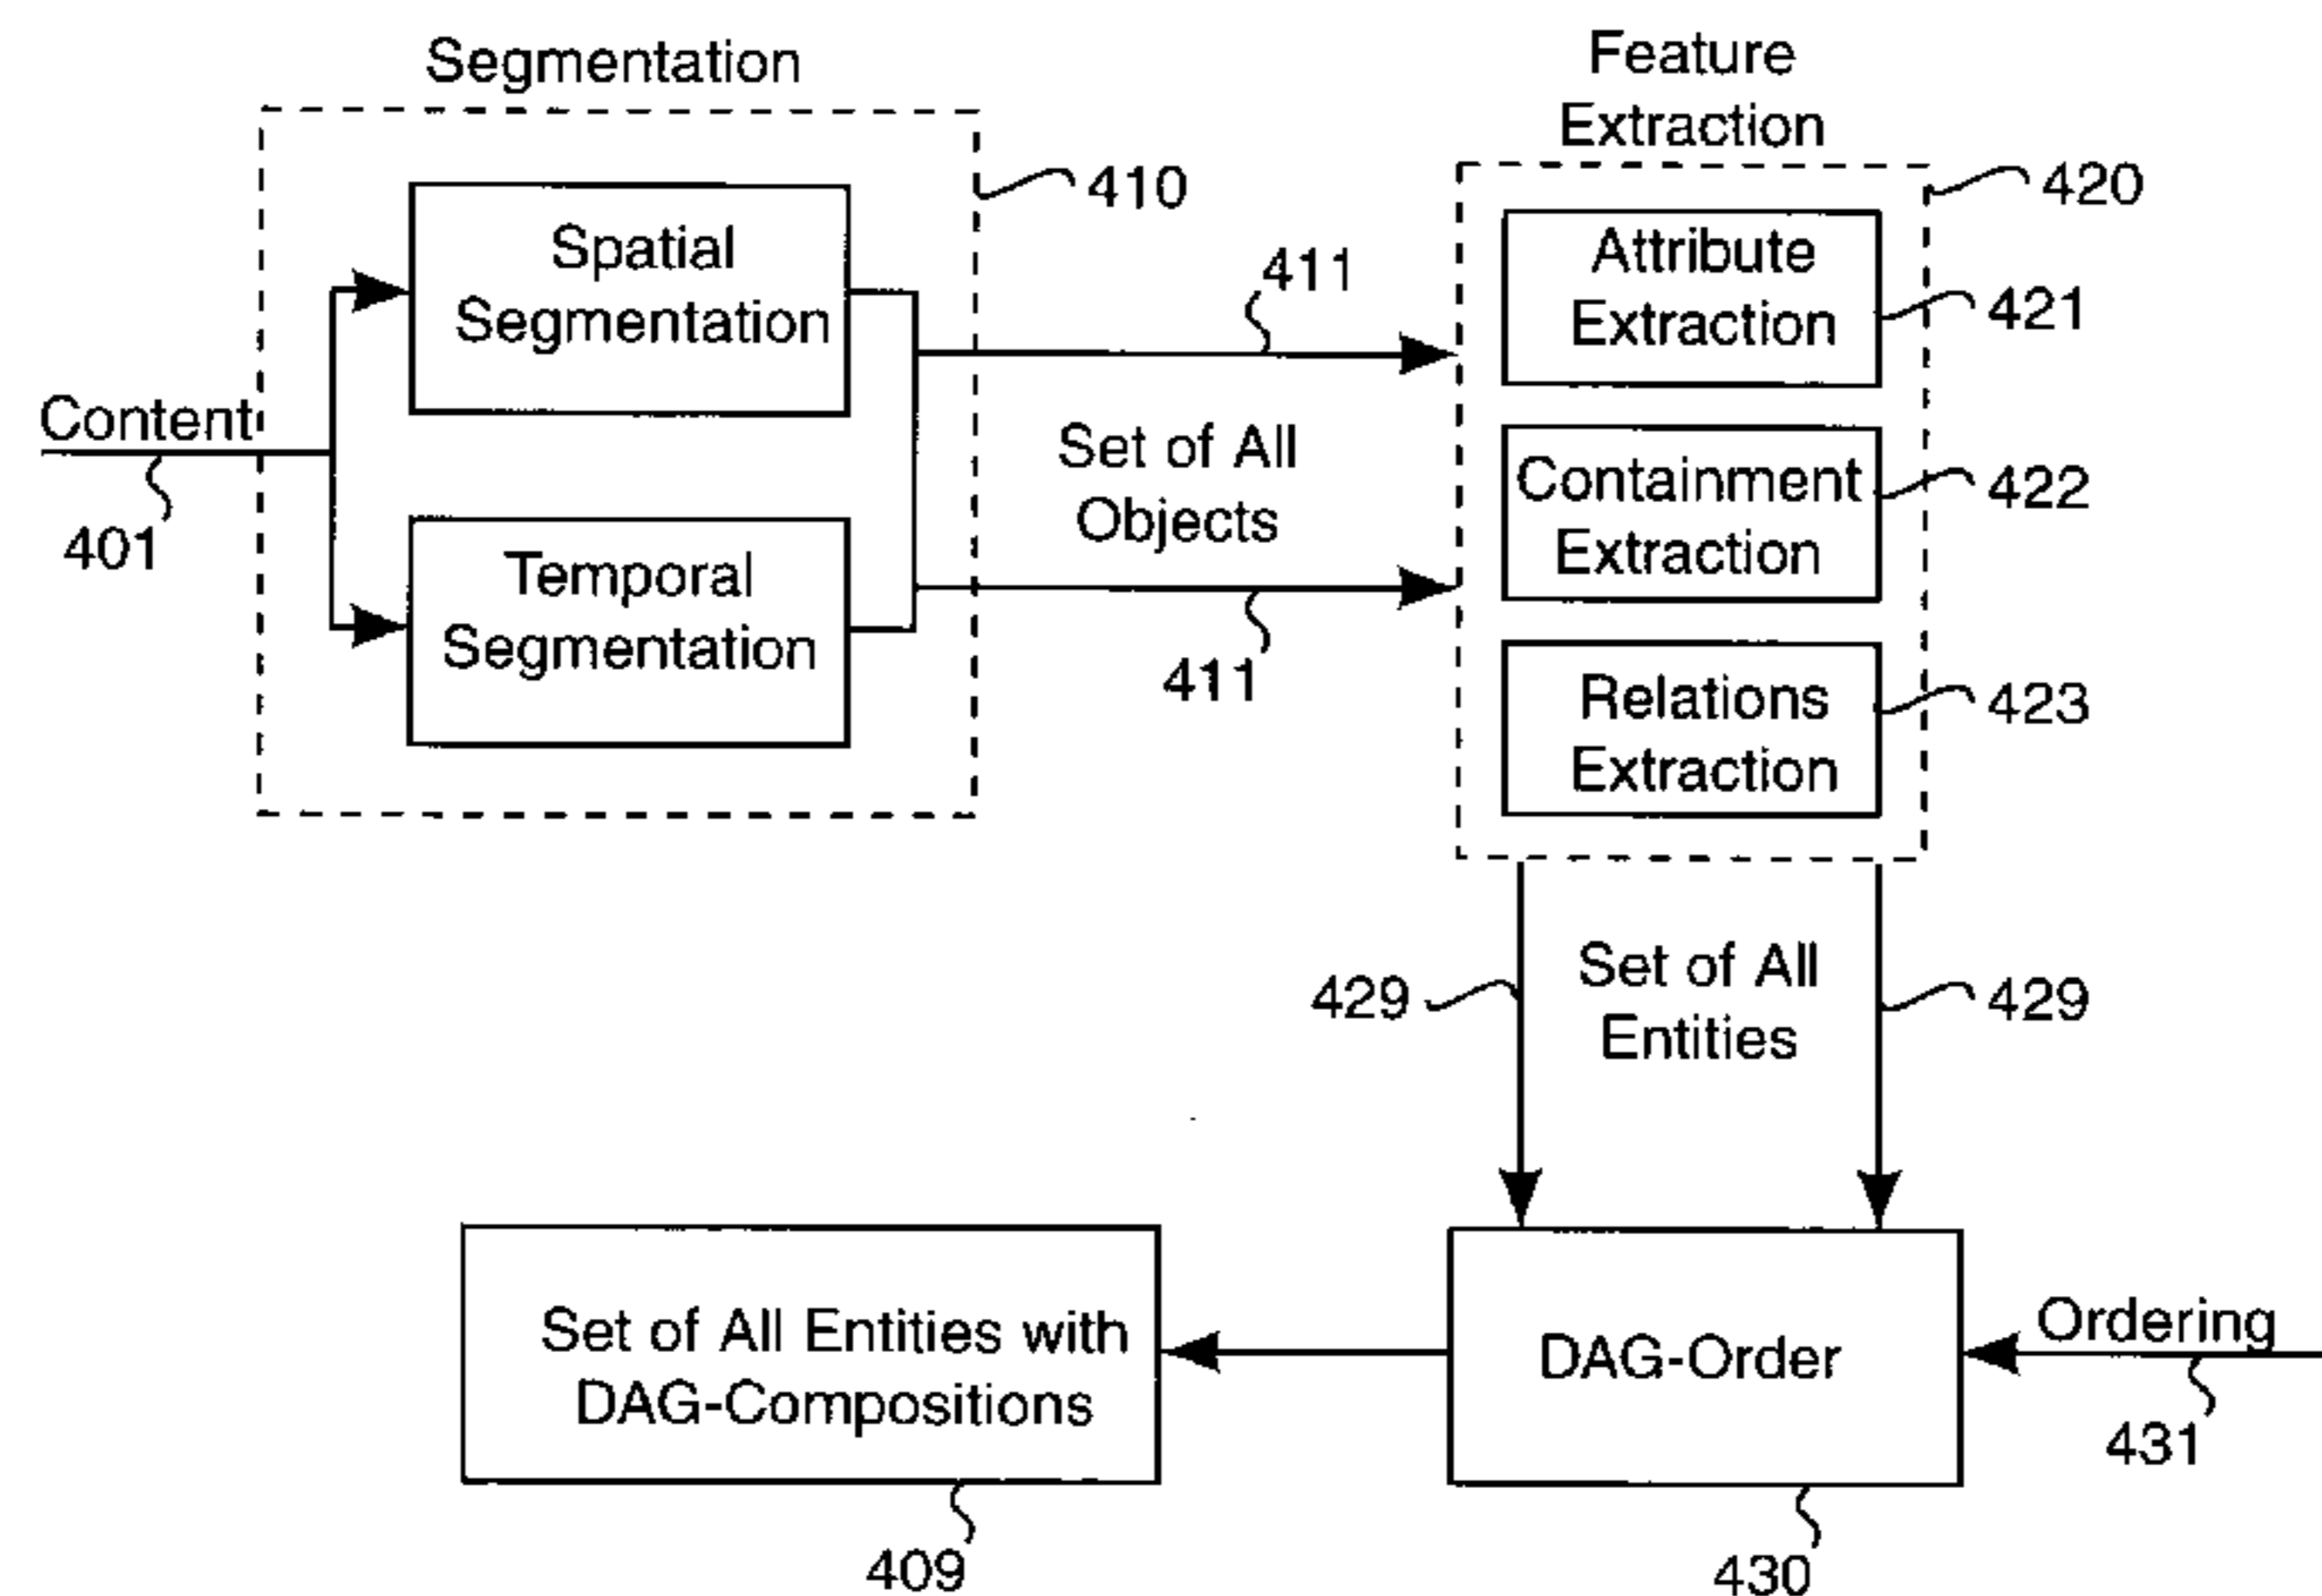 Segmentation
Feature
Extraction
Spatial
Segmentation
410
420
Attribute
Extraction
421
411
Content
401
Set of All
Objects
Containment
Extraction
422
Temporal
Segmentation
411
Relations
Extraction
423
429
Set of All
Entities
429
Set of All Entities with
DAG-Compositions
409
DAG-Order
430
Ordering
431